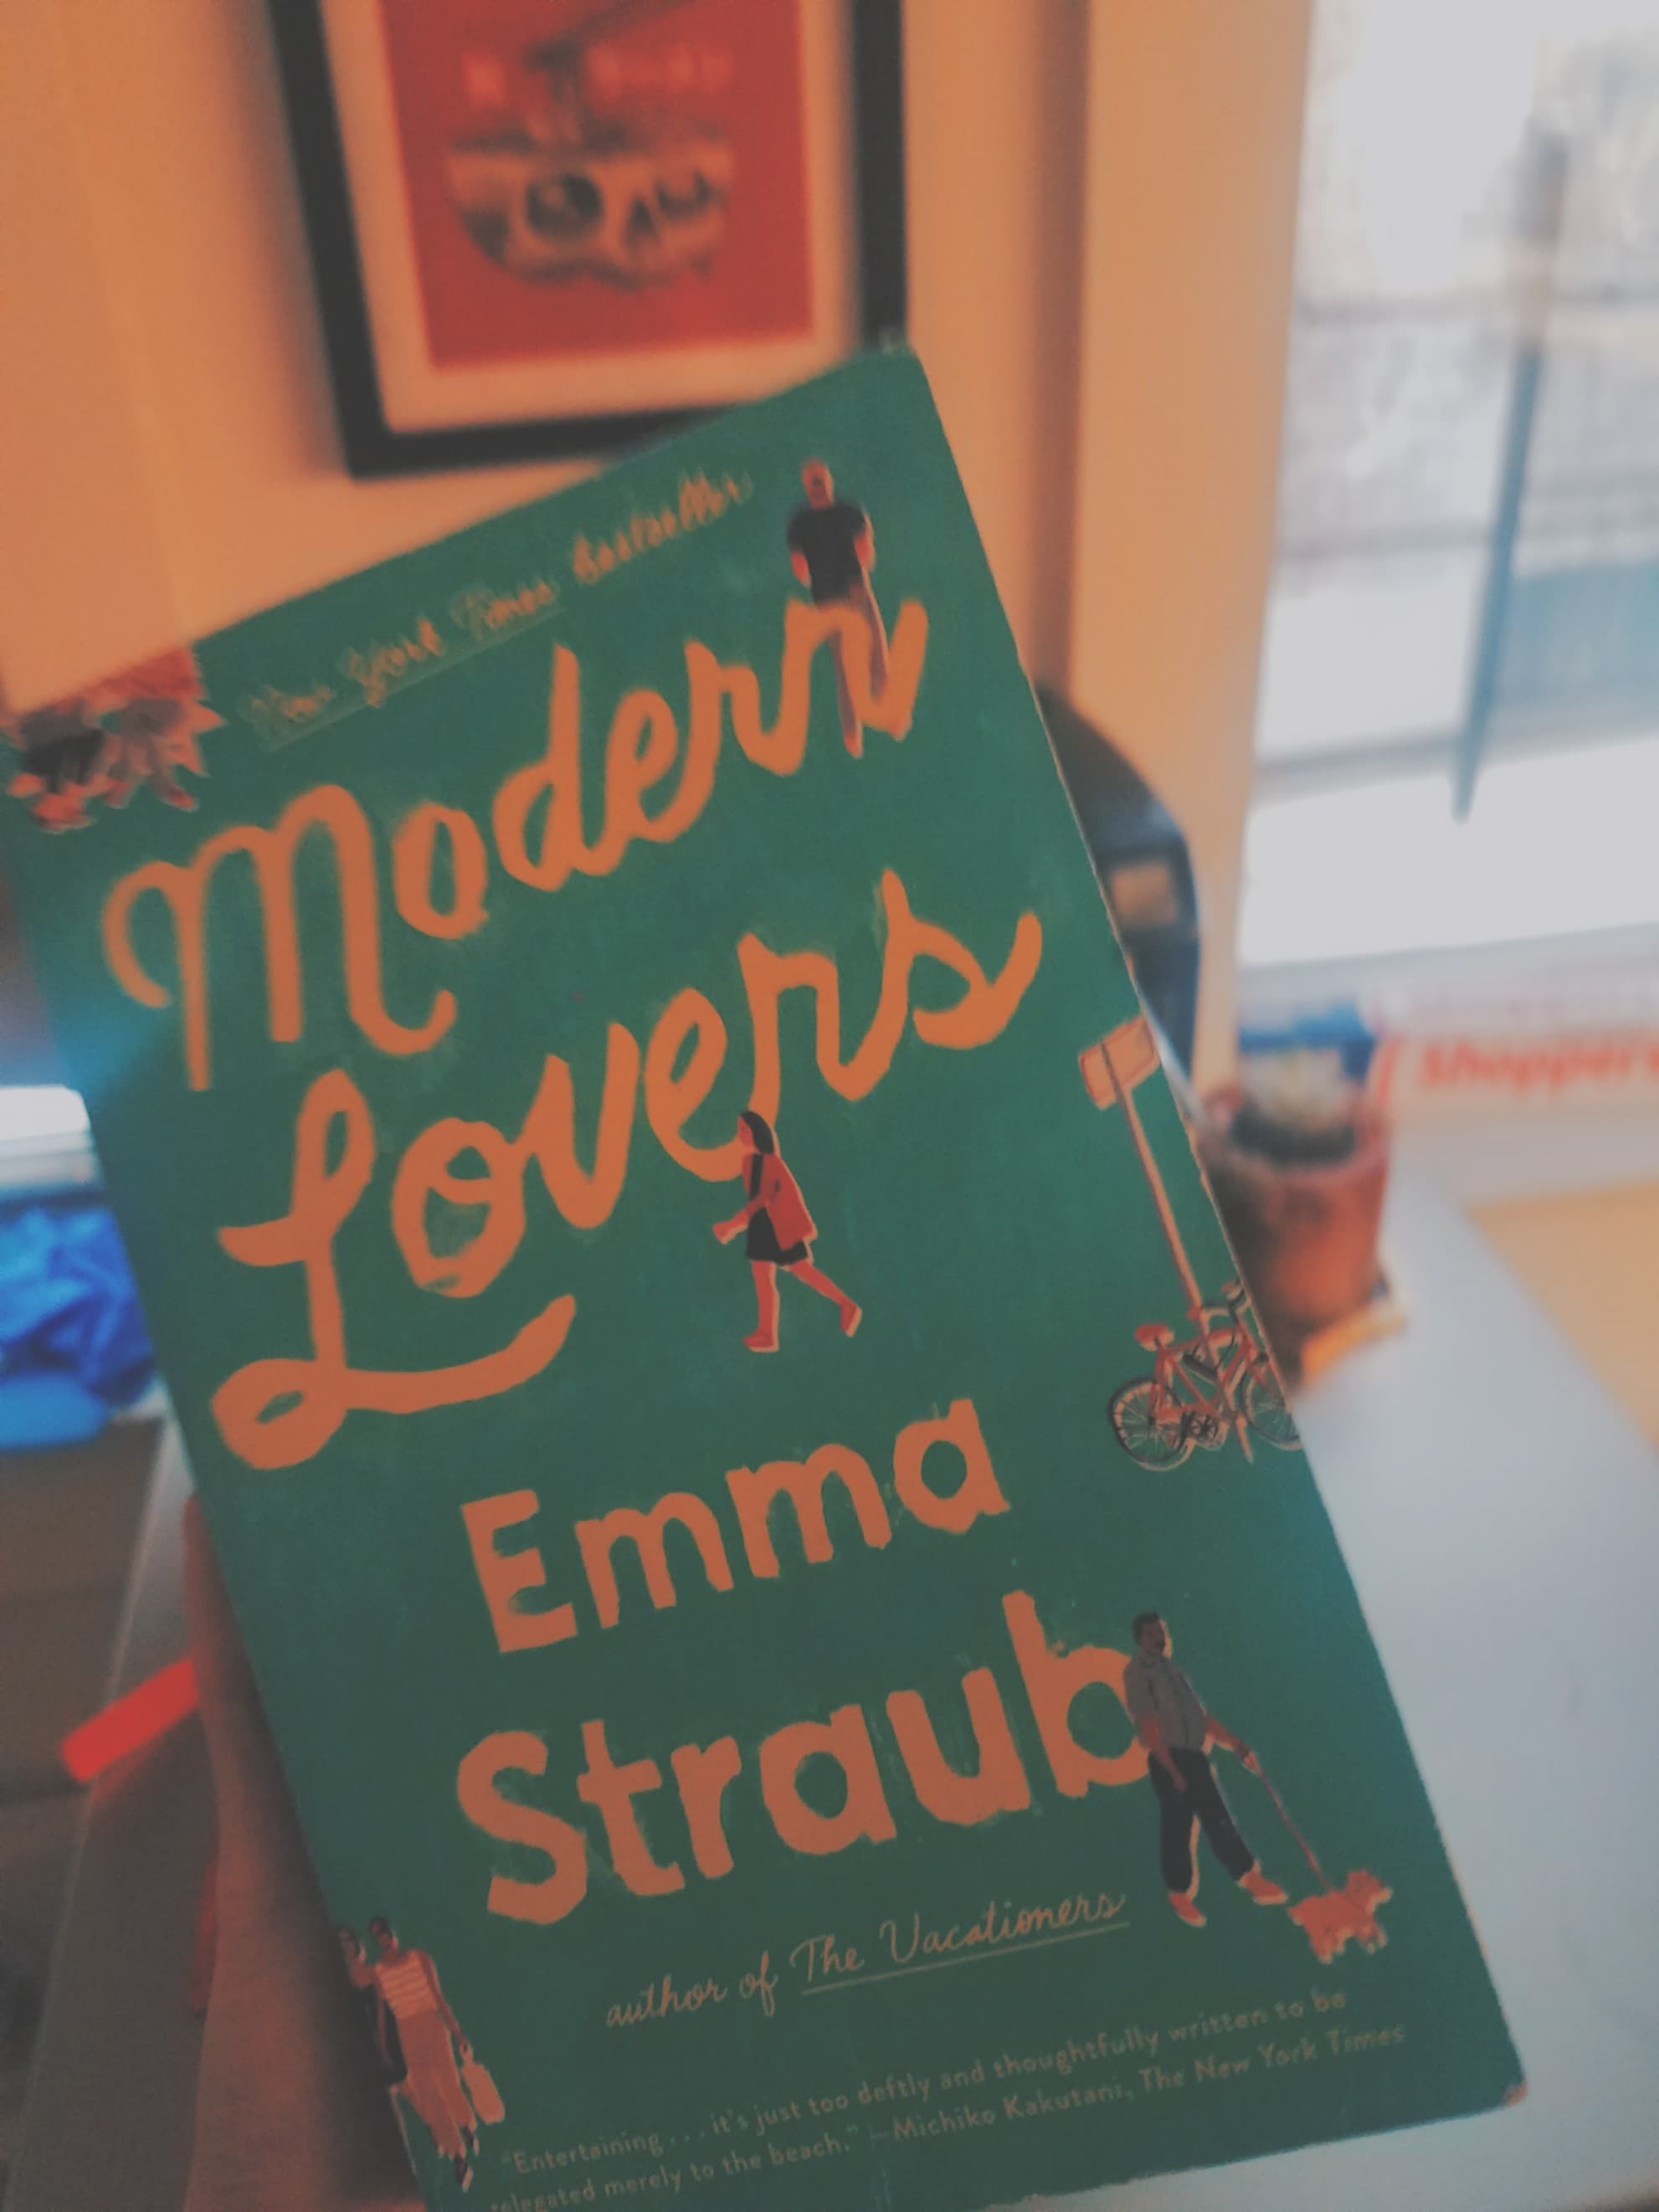 New York Times bestseller
Modern
Lovers
Emma
Straub
author of The Vacationers
"Entertaining . . . it's just too deftly and thoughtfully written to be
relegated merely to the beach." —Michiko Kakutani, The New York Times
Shoppers